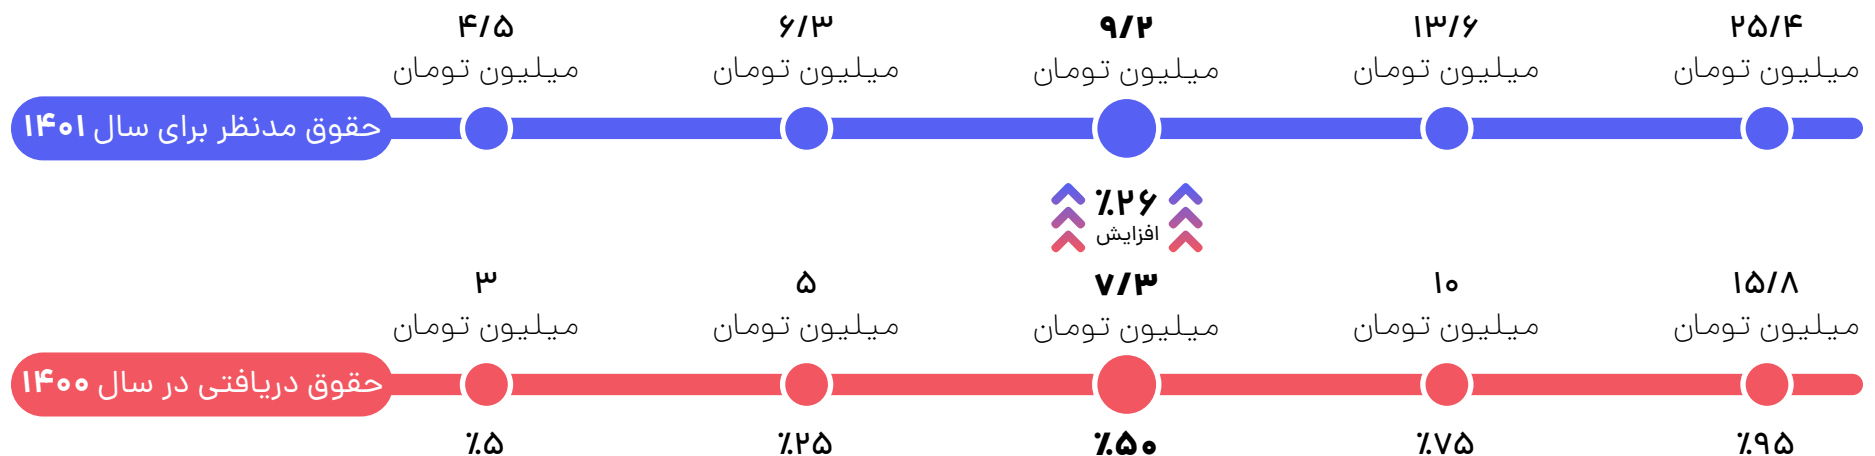 ۴/۵ ۶/۳ ۹/۲ ۱۳/۶ ۲۵/۴
میلیون تومان میلیون تومان میلیون تومان میلیون تومان میلیون تومان
حقوق مدنظر برای سال ۱۴۰۱
٪۲۶
افزایش
۳ ۵ ۷/۳ ۱۰ ۱۵/۸
میلیون تومان میلیون تومان میلیون تومان میلیون تومان میلیون تومان
حقوق دریافتی در سال ۱۴۰۰
٪۵ ٪۲۵ ٪۵۰ ٪۷۵ ٪۹۵